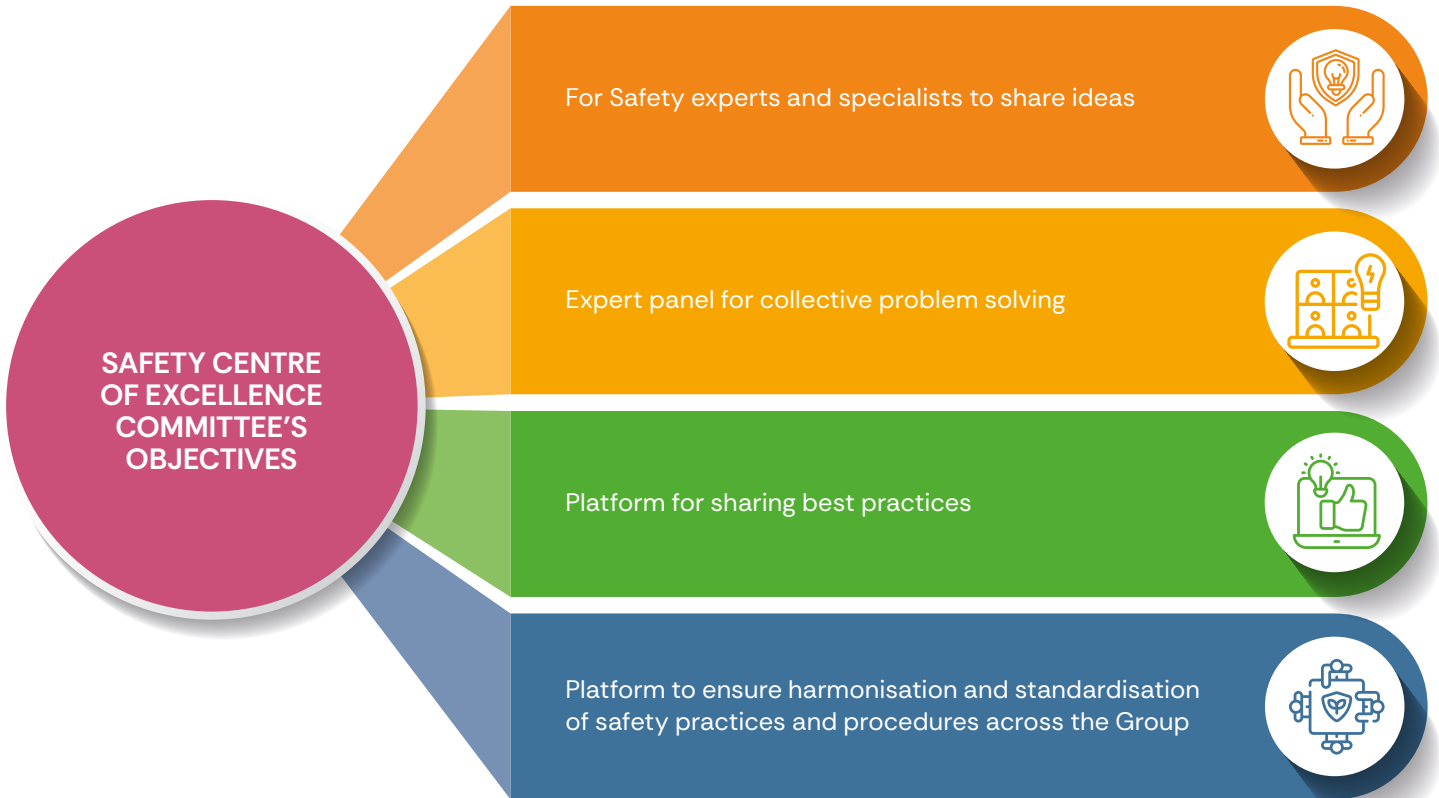 SAFETY CENTRE
OF EXCELLENCE
COMMITTEE’S
OBJECTIVES
For Safety experts and specialists to share ideas
Expert panel for collective problem solving
Platform for sharing best practices
Platform to ensure harmonisation and standardisation
of safety practices and procedures across the Group